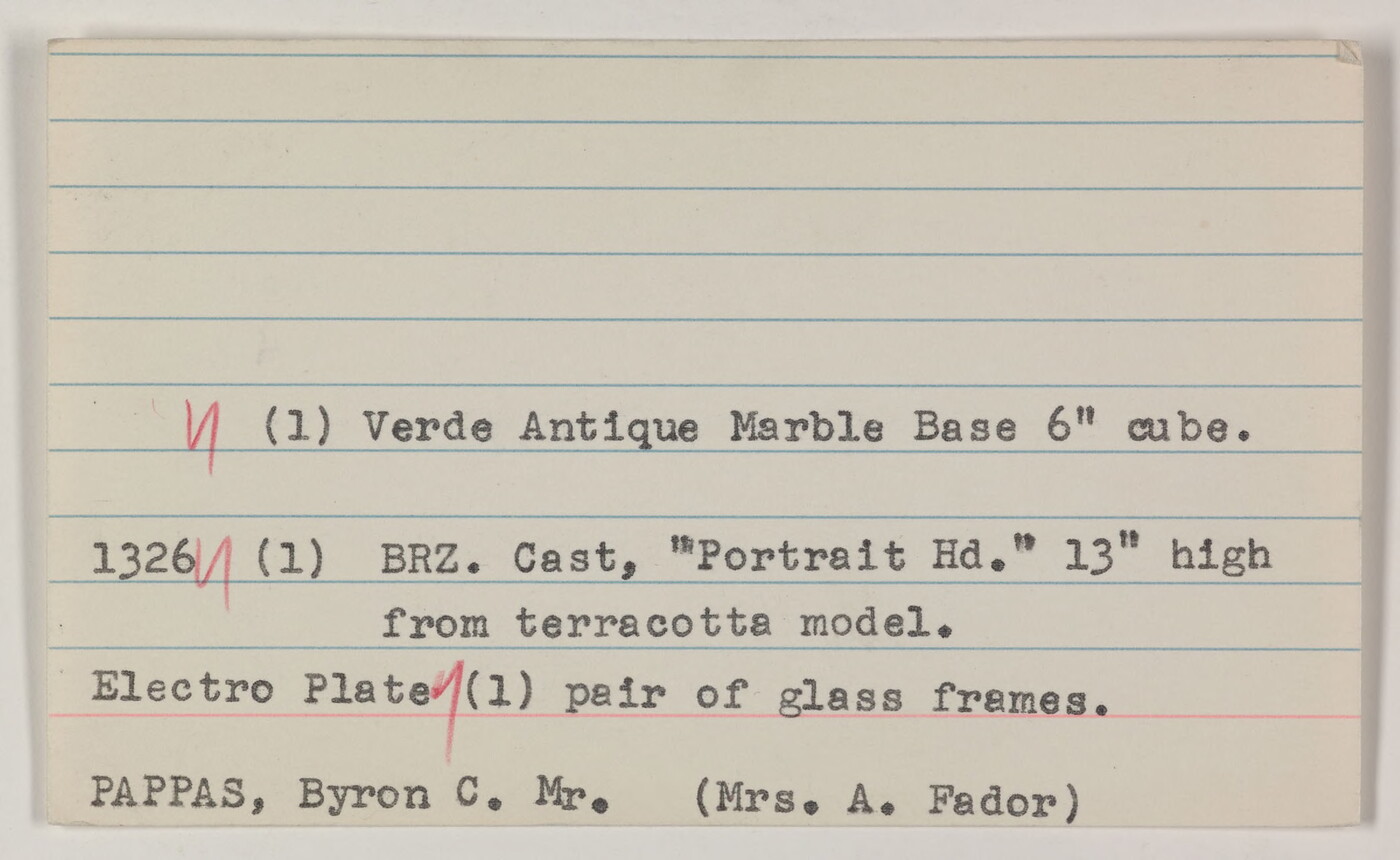 (1) Verde Antique Marble Base 6" cube.
1326 (1) BRZ. Cast, "Portrait Hd." 13" high
from terracotta model.
Electro Plate (1) pair of glass frames.
PAPPAS, Byron C. Mr. (Mrs. A. Fador)